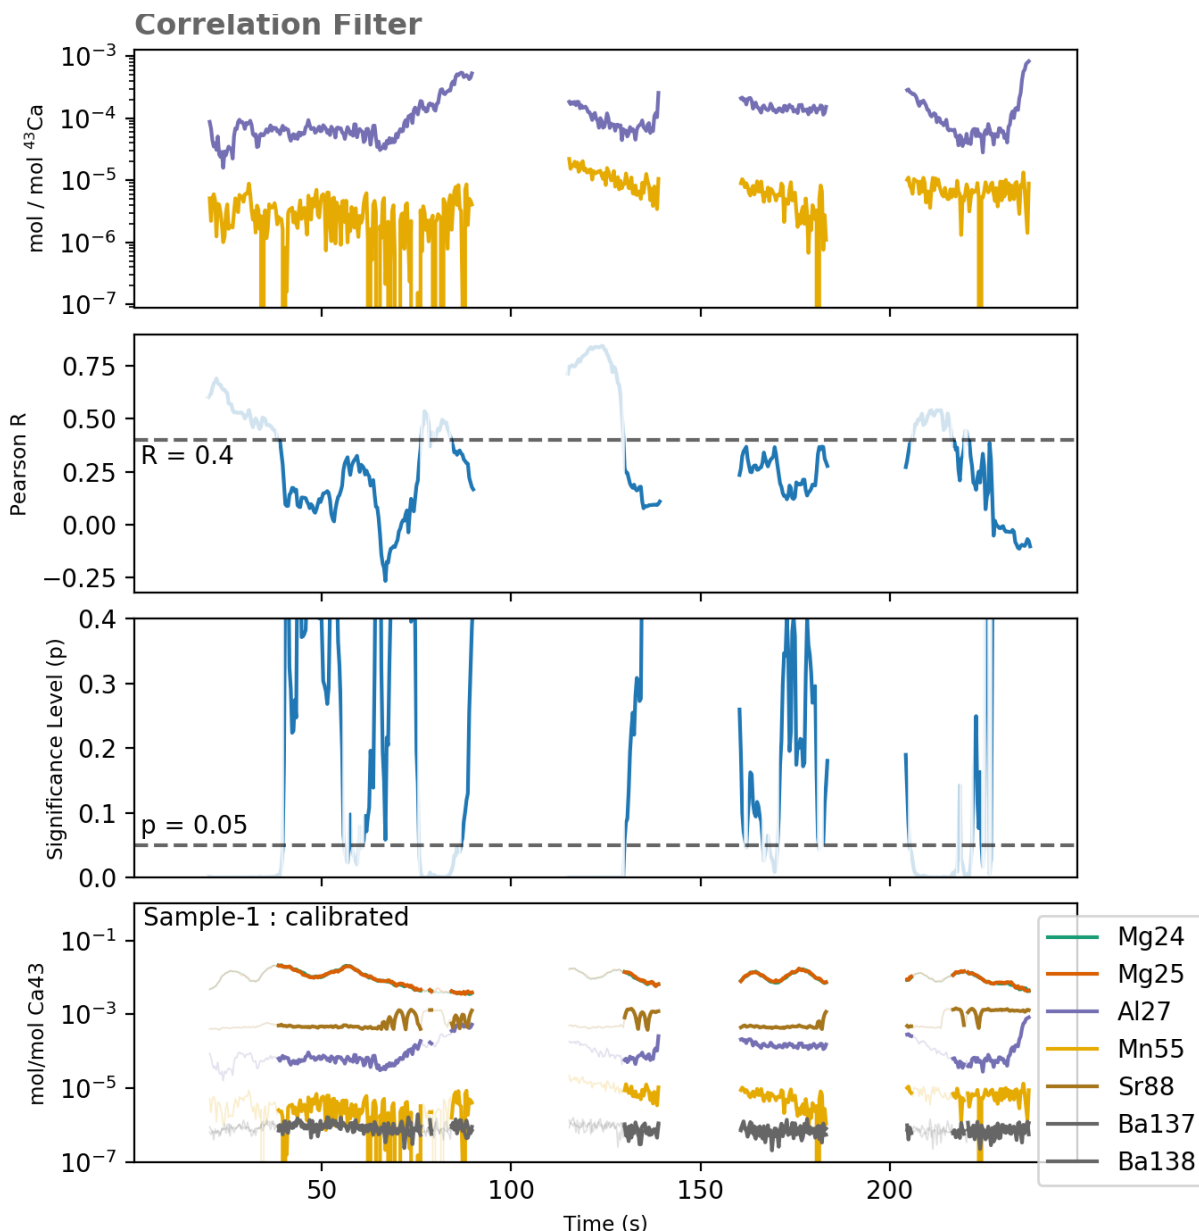 Correlation Filter
mol / mol ⁴³Ca
10⁻³
10⁻⁴
10⁻⁵
10⁻⁶
10⁻⁷
Pearson R
0.75
0.50
0.25
0.00
−0.25
R = 0.4
Significance Level (p)
0.4
0.3
0.2
0.1
0.0
p = 0.05
Sample-1 : calibrated
mol/mol Ca43
10⁻¹
10⁻³
10⁻⁵
10⁻⁷
Mg24
Mg25
Al27
Mn55
Sr88
Ba137
Ba138
50 100 150 200
Time (s)